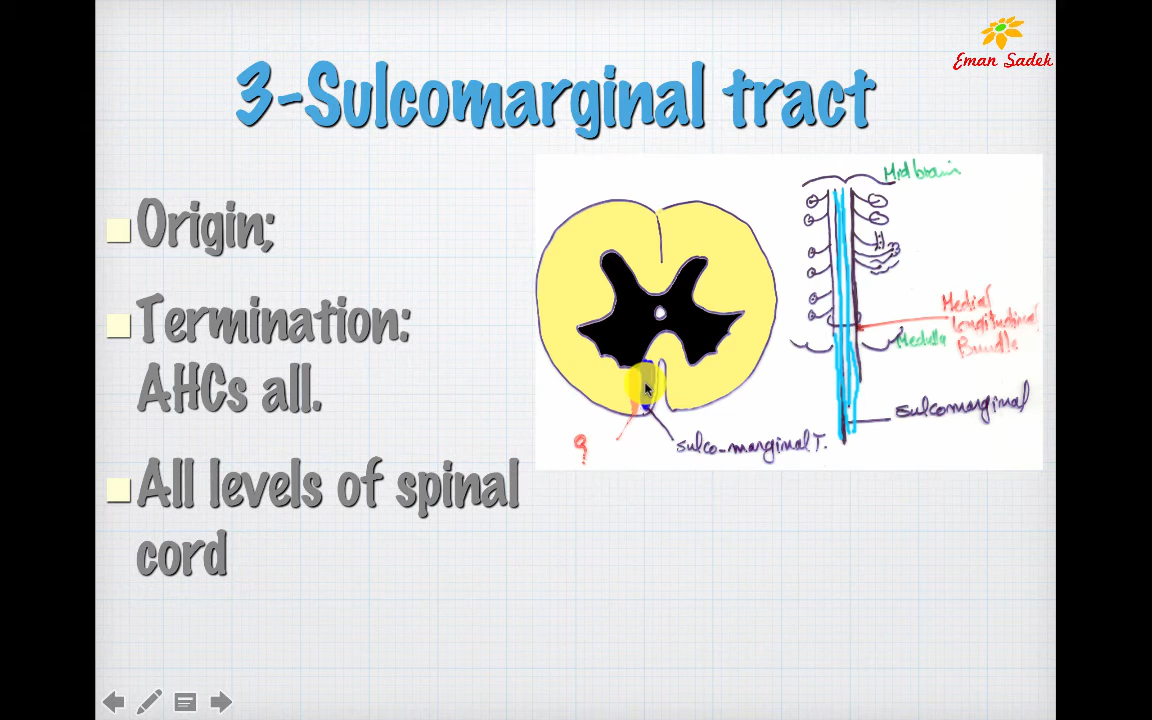 Eman Sadek
3-Sulcomarginal tract
Origin;
Termination:
AHCs all.
All levels of spinal
cord
Midbrain
Medial
Longitudinal
Bundle
Medulla
sulcomarginal
sulco-marginal T.
?